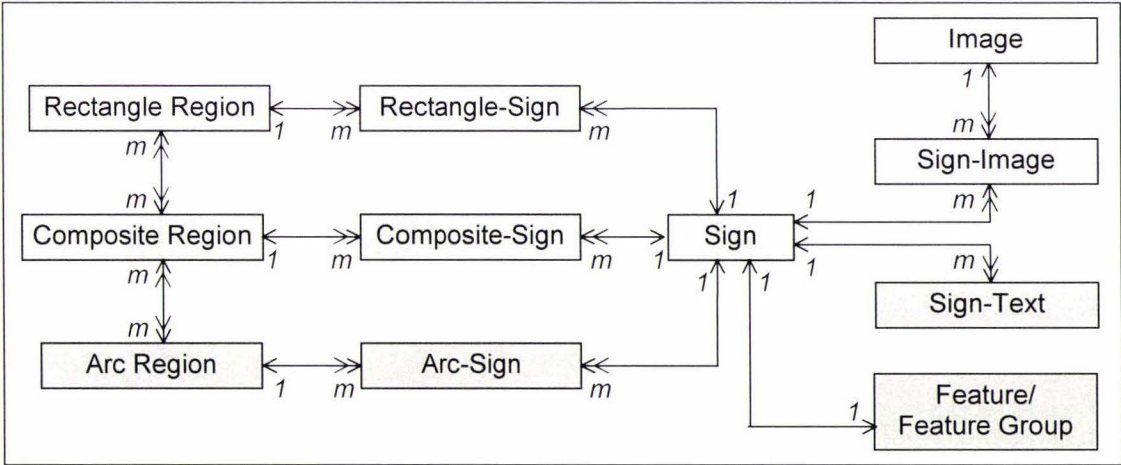 Image
1
m
Rectangle Region
1
m
Rectangle-Sign
m
Sign-Image
m
m
m
1
1
m
Composite Region
1
m
Composite-Sign
m
1
Sign
1
m
m
1
1
Sign-Text
m
Arc Region
1
m
Arc-Sign
m
1
Feature/
Feature Group